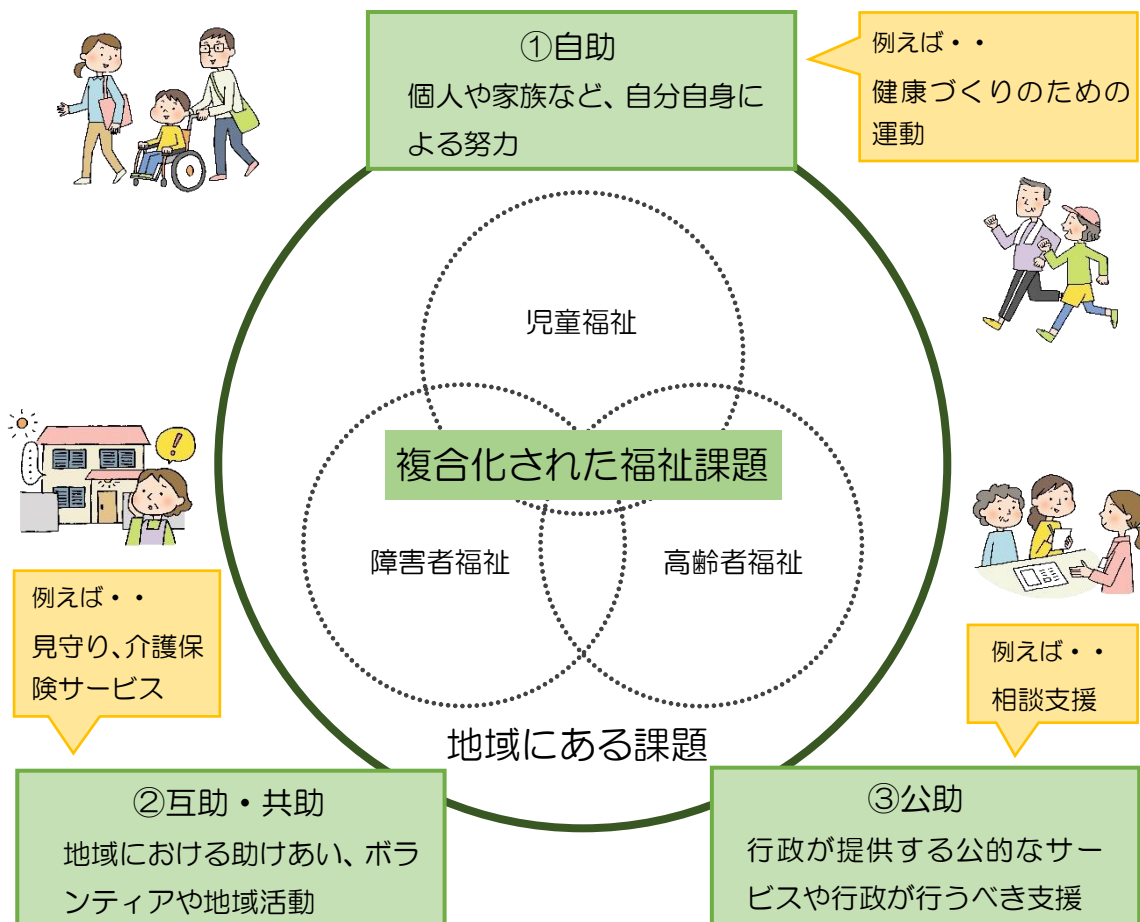 ①自助
個人や家族など、自分自身に
よる努力
例えば・・
健康づくりのための
運動
児童福祉
複合化された福祉課題
障害者福祉
高齢者福祉
地域にある課題
例えば・・
見守り、介護保
険サービス
例えば・・
相談支援
②互助・共助
地域における助けあい、ボラ
ンティアや地域活動
③公助
行政が提供する公的なサー
ビスや行政が行うべき支援